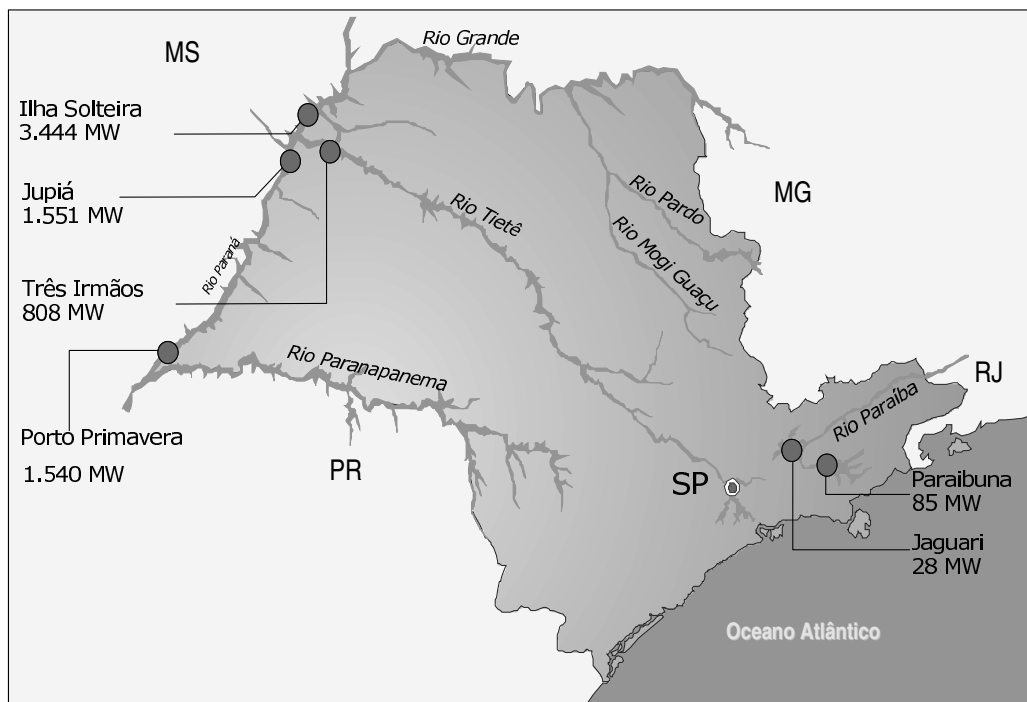 MS
Rio Grande
Ilha Solteira
3.444 MW
Jupiá
1.551 MW
MG
Rio Pardo
Rio Tietê
Rio Mogi Guaçu
Rio Paraná
Três Irmãos
808 MW
Rio Paranapanema
RJ
Rio Paraíba
Porto Primavera
1.540 MW
PR
SP
Paraibuna
85 MW
Jaguari
28 MW
Oceano Atlântico